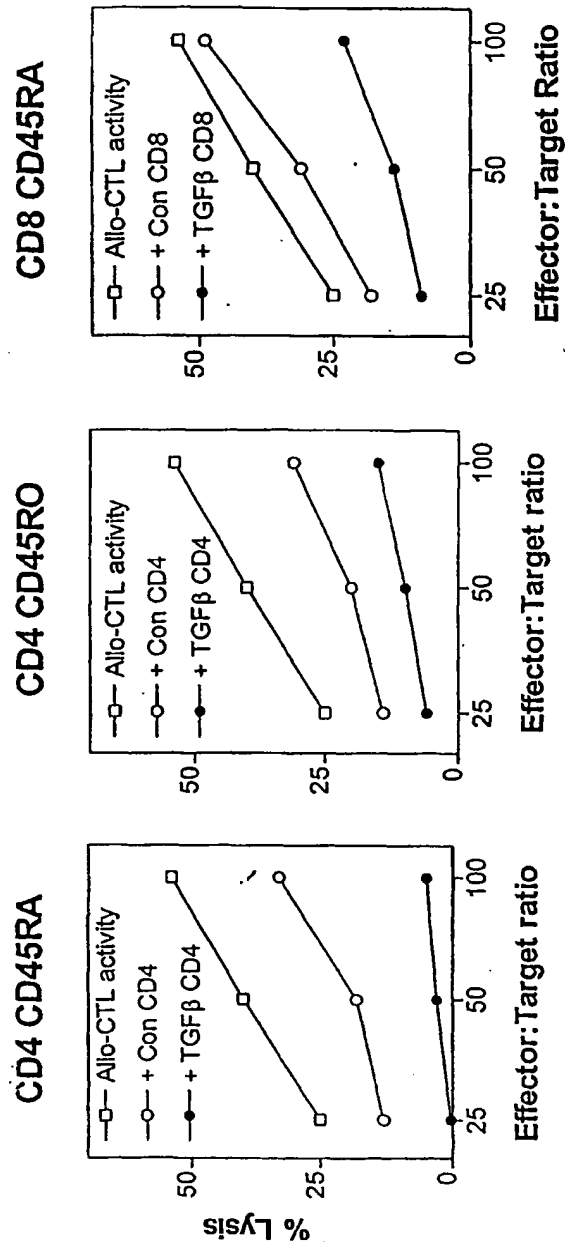 CD4 CD45RA
% Lysis
50
25
0
Allo-CTL activity
+ Con CD4
+ TGFβ CD4
25
50
100
Effector:Target ratio
CD4 CD45RO
50
25
0
Allo-CTL activity
+ Con CD4
+ TGFβ CD4
25
50
100
Effector:Target ratio
CD8 CD45RA
50
25
0
Allo-CTL activity
+ Con CD8
+ TGFβ CD8
25
50
100
Effector:Target Ratio